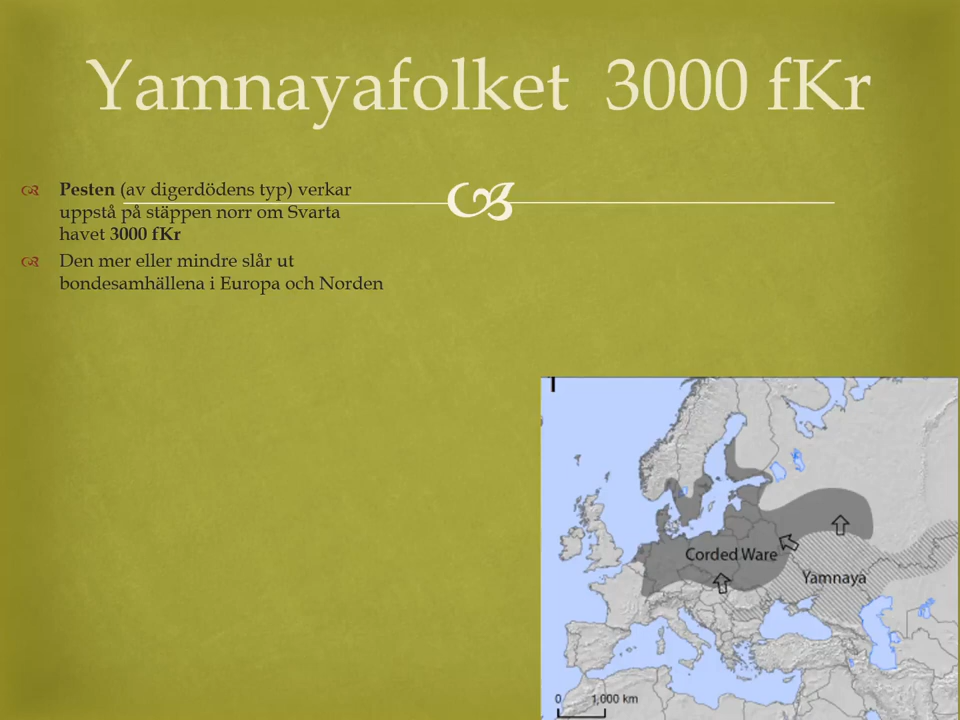 Yamnayafolket 3000 fKr
Pesten (av digerdödens typ) verkar
uppstå på stäppen norr om Svarta
havet 3000 fKr
Den mer eller mindre slår ut
bondesamhällena i Europa och Norden
Corded Ware
Yamnaya
0 1,000 km